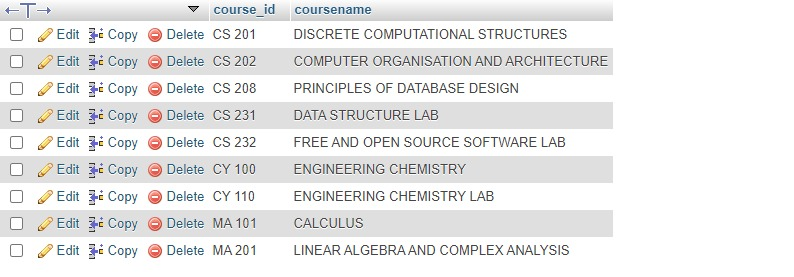 course_id coursename
Edit Copy Delete CS 201 DISCRETE COMPUTATIONAL STRUCTURES
Edit Copy Delete CS 202 COMPUTER ORGANISATION AND ARCHITECTURE
Edit Copy Delete CS 208 PRINCIPLES OF DATABASE DESIGN
Edit Copy Delete CS 231 DATA STRUCTURE LAB
Edit Copy Delete CS 232 FREE AND OPEN SOURCE SOFTWARE LAB
Edit Copy Delete CY 100 ENGINEERING CHEMISTRY
Edit Copy Delete CY 110 ENGINEERING CHEMISTRY LAB
Edit Copy Delete MA 101 CALCULUS
Edit Copy Delete MA 201 LINEAR ALGEBRA AND COMPLEX ANALYSIS